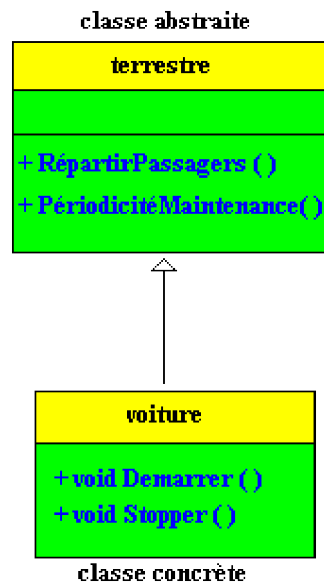 classe abstraite
terrestre
+ RépartirPassagers ( )
+ PériodicitéMaintenance( )
voiture
+ void Demarrer ( )
+ void Stopper ( )
classe concrète